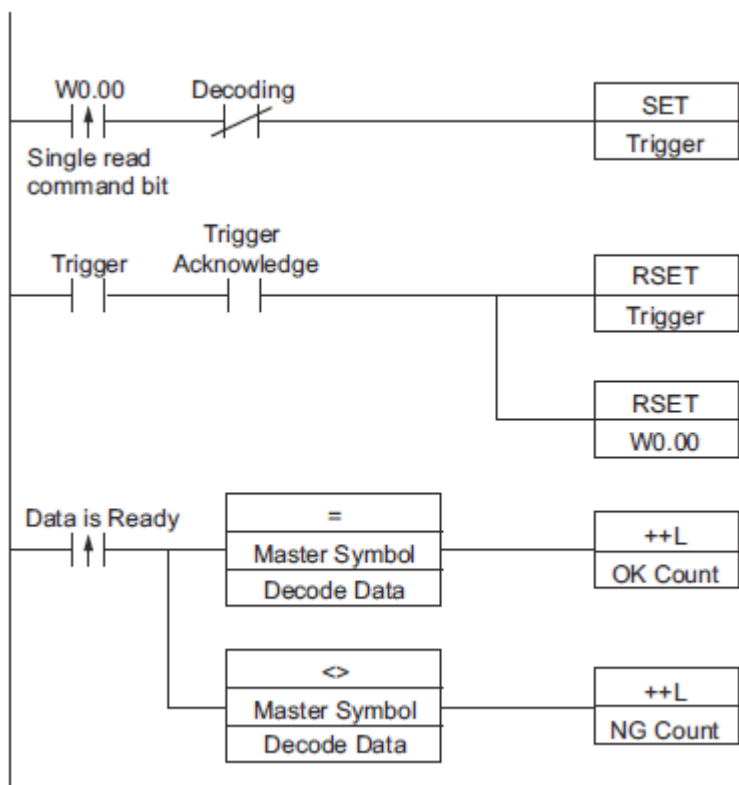 W0.00
Decoding
SET
Trigger
Single read
command bit
Trigger
Trigger
Acknowledge
RSET
Trigger
RSET
W0.00
Data is Ready
=
Master Symbol
Decode Data
++L
OK Count
<>
Master Symbol
Decode Data
++L
NG Count